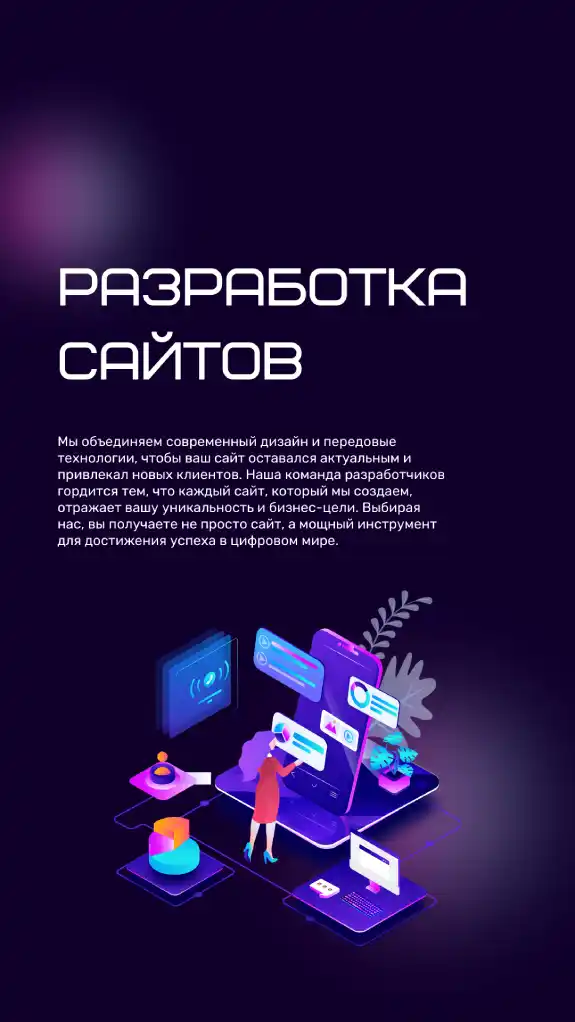 РАЗРАБОТКА
САЙТОВ
Мы объединяем современный дизайн и передовые
технологии, чтобы ваш сайт оставался актуальным и
привлекал новых клиентов. Наша команда разработчиков
гордится тем, что каждый сайт, который мы создаем,
отражает вашу уникальность и бизнес-цели. Выбирая
нас, вы получаете не просто сайт, а мощный инструмент
для достижения успеха в цифровом мире.